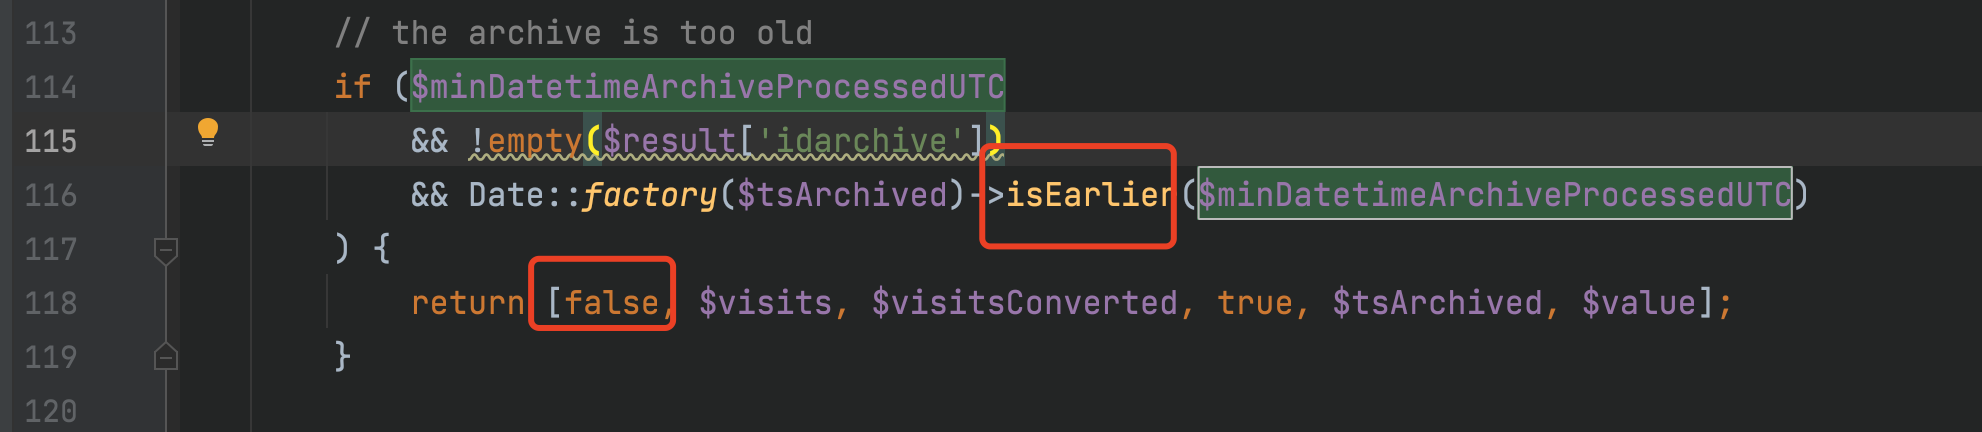 113 // the archive is too old
114 if ($minDatetimeArchiveProcessedUTC
115 && !empty($result['idarchive'])
116 && Date::factory($tsArchived)->isEarlier($minDatetimeArchiveProcessedUTC)
117 ) {
118 return [false, $visits, $visitsConverted, true, $tsArchived, $value];
119 }
120